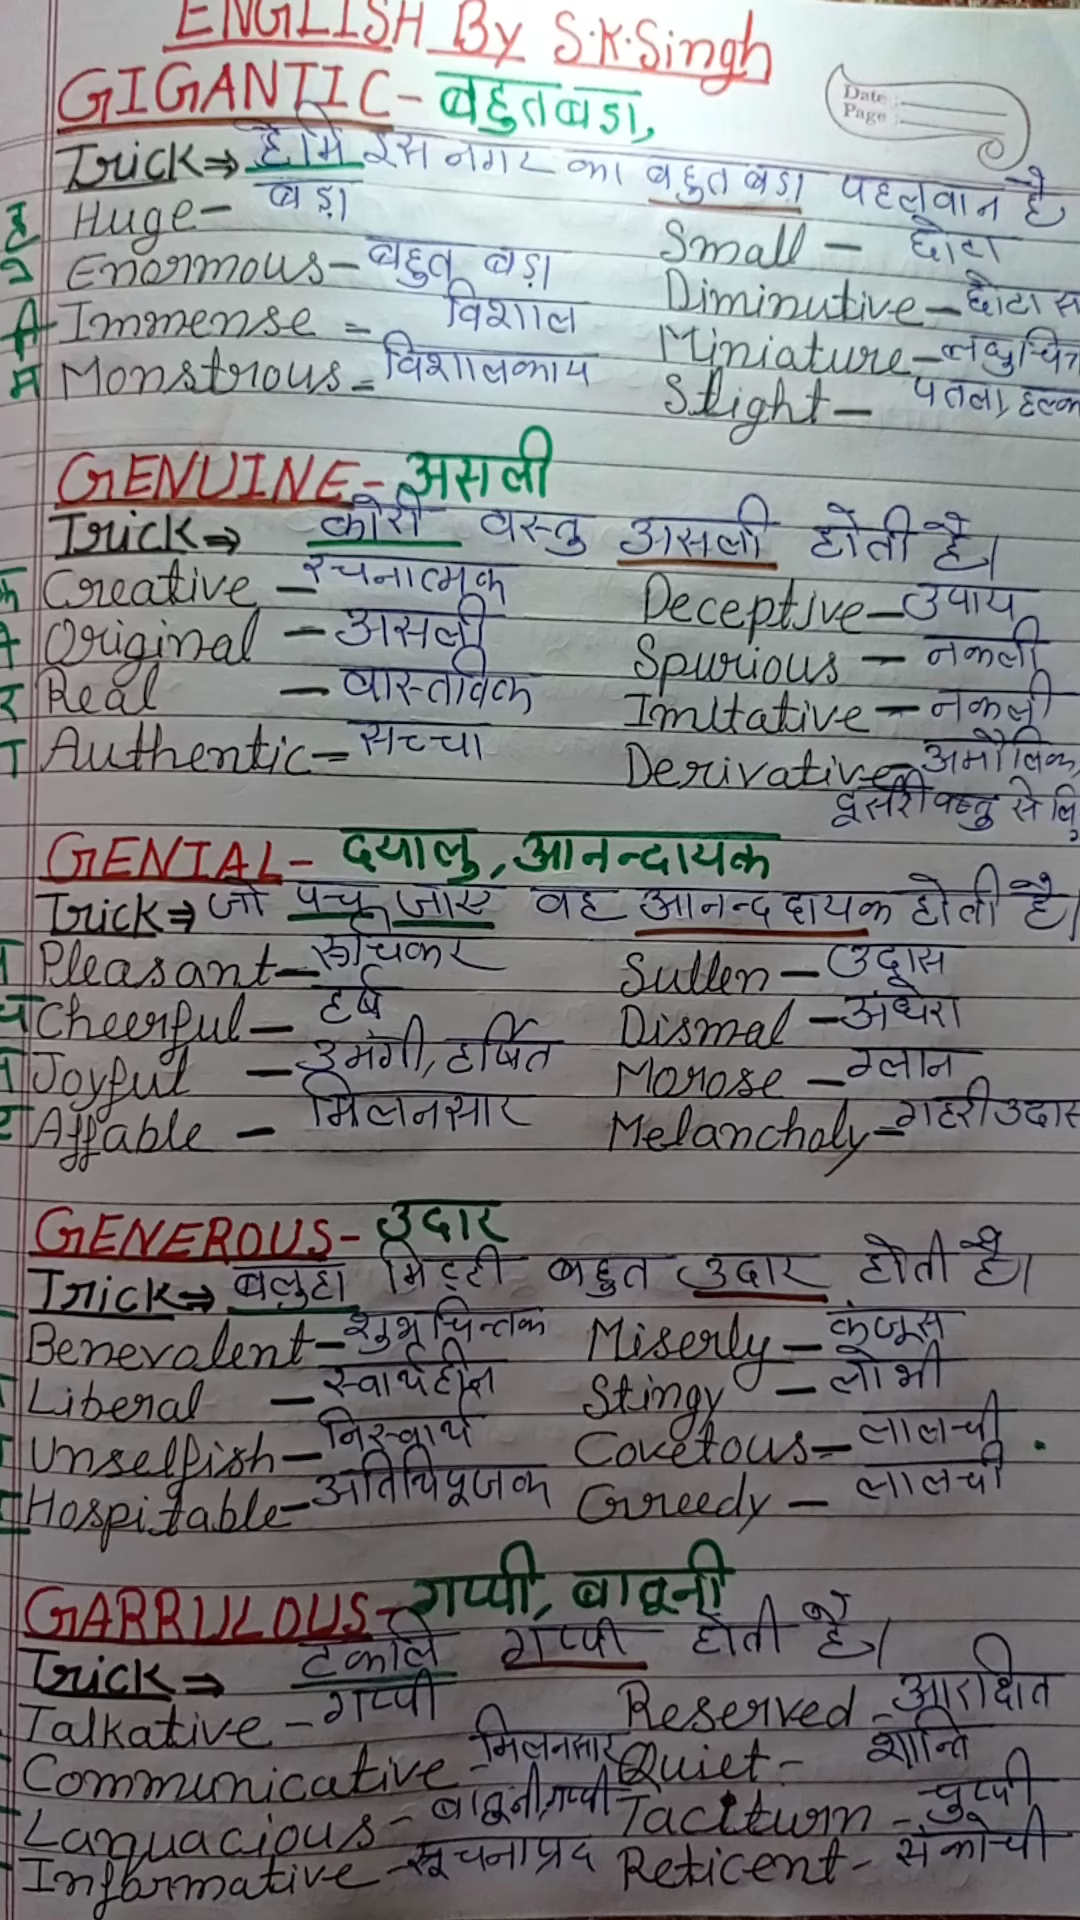 ENGLISH By S.K.Singh
GIGANTIC - बहुत बड़ा,
Date :
Page :
Trick ⇒ हेमि इस नगर का बहुत बड़ा पहलवान है
ह Huge - बड़ा Small - छोटा
Enormous - बहुत बड़ा Diminutive - छोटा स
Immense = विशाल Miniature - लघुचित्र
म Monstrous = विशालकाय Slight - पतला, हल्क
GENUINE - असली
Trick ⇒ कोरी वस्तु असली होती है।
क Creative - रचनात्मक Deceptive - उपाय
Original - असली Spurious - नकली
र Real - वास्तविक Imitative - नकली
Authentic - सच्चा Derivative - अमौलिक,
दूसरी वस्तु से लि
GENIAL - दयालु, आनन्दायक
Trick ⇒ जो पच जाए वह आनन्ददायक होती है।
Pleasant - रूचिकर Sullen - उदास
च Cheerful - हर्ष Dismal - अंधेरा
Joyful - उमंगी, हर्षित Morose - ग्लान
Affable - मिलनसार Melancholy - गहरी उदास
GENEROUS - उदार
Trick ⇒ बलुहा मिट्टी बहुत उदार होती है।
Benevalent - शुभचिन्तक Miserly - कंजूस
Liberal - स्वार्थहीन Stingy - लोभी
Unselfish - निस्वार्थ Covetous - लालची
Hospitable - अतिथिपूजक Greedy - लालची
GARRULOUS - गप्पी, बातूनी
Trick ⇒ टकलि गप्पी होती है।
Talkative - गप्पी Reserved - आरक्षित
Communicative - मिलनसार Quiet - शान्ति
Laquacious - बातूनी, गप्पी Taciturn - चुप्पी
Informative - सूचनाप्रद Reticent - संकोची